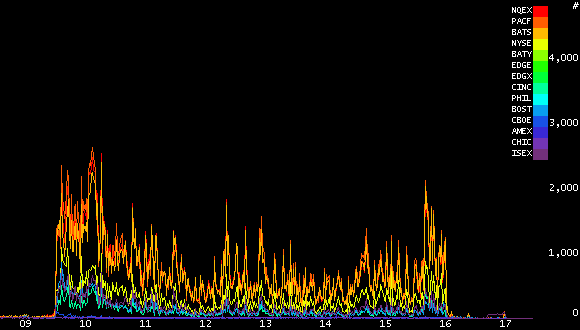 #
NQEX
PACF
BATS
NYSE
BATY
4,000
EDGE
EDGX
CINC
PHIL
BOST
CBOE
3,000
AMEX
CHIC
ISEX
2,000
1,000
0
09 10 11 12 13 14 15 16 17